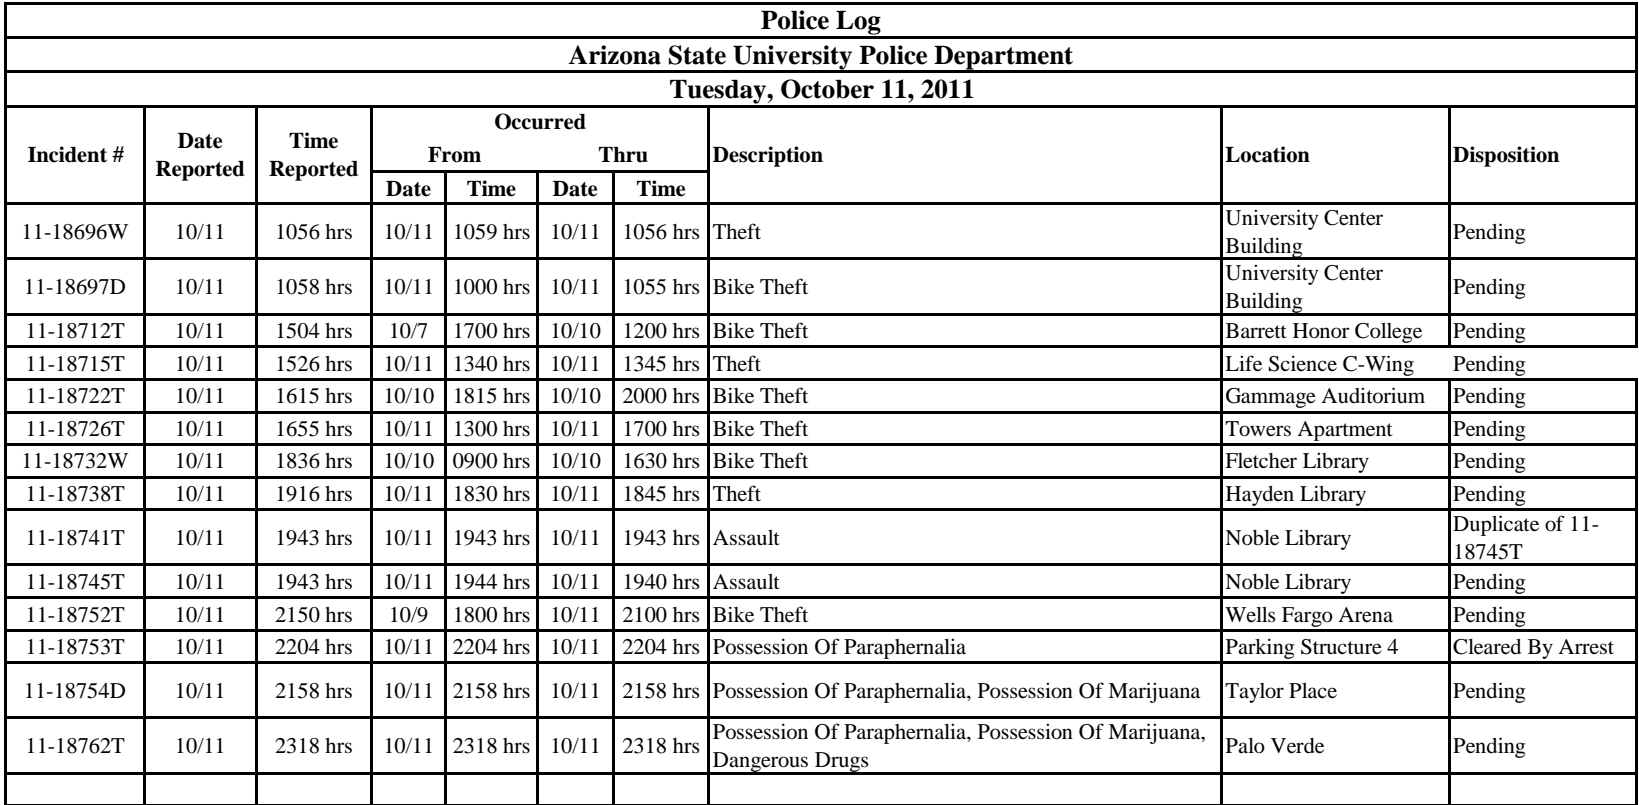 Police Log
Arizona State University Police Department
Tuesday, October 11, 2011
Incident # Date Reported Time Reported Occurred From Thru Description Location Disposition
Date Time Date Time
11-18696W 10/11 1056 hrs 10/11 1059 hrs 10/11 1056 hrs Theft University Center Building Pending
11-18697D 10/11 1058 hrs 10/11 1000 hrs 10/11 1055 hrs Bike Theft University Center Building Pending
11-18712T 10/11 1504 hrs 10/7 1700 hrs 10/10 1200 hrs Bike Theft Barrett Honor College Pending
11-18715T 10/11 1526 hrs 10/11 1340 hrs 10/11 1345 hrs Theft Life Science C-Wing Pending
11-18722T 10/11 1615 hrs 10/10 1815 hrs 10/10 2000 hrs Bike Theft Gammage Auditorium Pending
11-18726T 10/11 1655 hrs 10/11 1300 hrs 10/11 1700 hrs Bike Theft Towers Apartment Pending
11-18732W 10/11 1836 hrs 10/10 0900 hrs 10/10 1630 hrs Bike Theft Fletcher Library Pending
11-18738T 10/11 1916 hrs 10/11 1830 hrs 10/11 1845 hrs Theft Hayden Library Pending
11-18741T 10/11 1943 hrs 10/11 1943 hrs 10/11 1943 hrs Assault Noble Library Duplicate of 11-18745T
11-18745T 10/11 1943 hrs 10/11 1944 hrs 10/11 1940 hrs Assault Noble Library Pending
11-18752T 10/11 2150 hrs 10/9 1800 hrs 10/11 2100 hrs Bike Theft Wells Fargo Arena Pending
11-18753T 10/11 2204 hrs 10/11 2204 hrs 10/11 2204 hrs Possession Of Paraphernalia Parking Structure 4 Cleared By Arrest
11-18754D 10/11 2158 hrs 10/11 2158 hrs 10/11 2158 hrs Possession Of Paraphernalia, Possession Of Marijuana Taylor Place Pending
11-18762T 10/11 2318 hrs 10/11 2318 hrs 10/11 2318 hrs Possession Of Paraphernalia, Possession Of Marijuana, Dangerous Drugs Palo Verde Pending